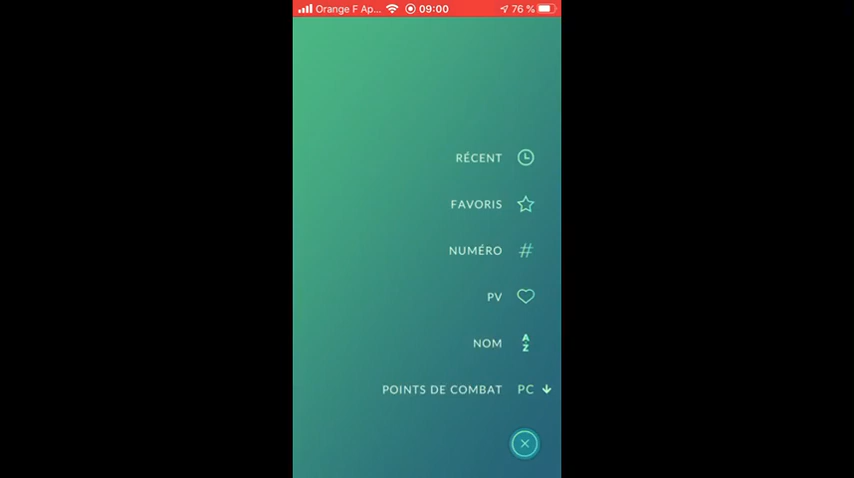 Orange F Ap... 09:00 76 %
RÉCENT
FAVORIS
NUMÉRO #
PV
NOM A Z
POINTS DE COMBAT PC